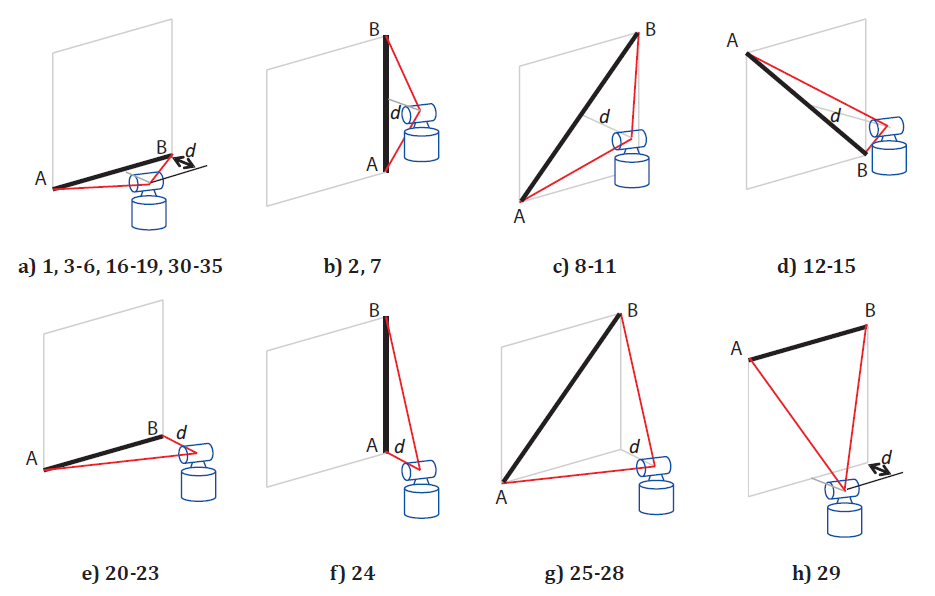 A
B
d
a) 1, 3-6, 16-19, 30-35
B
d
A
b) 2, 7
B
d
A
c) 8-11
A
d
B
d) 12-15
A
B
d
e) 20-23
B
A
d
f) 24
B
d
A
g) 25-28
A
B
d
h) 29